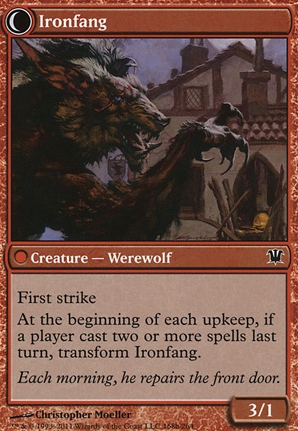 Ironfang
Creature — Werewolf
First strike
At the beginning of each upkeep, if
a player cast two or more spells last
turn, transform Ironfang.
Each morning, he repairs the front door.
Christopher Moeller
3/1